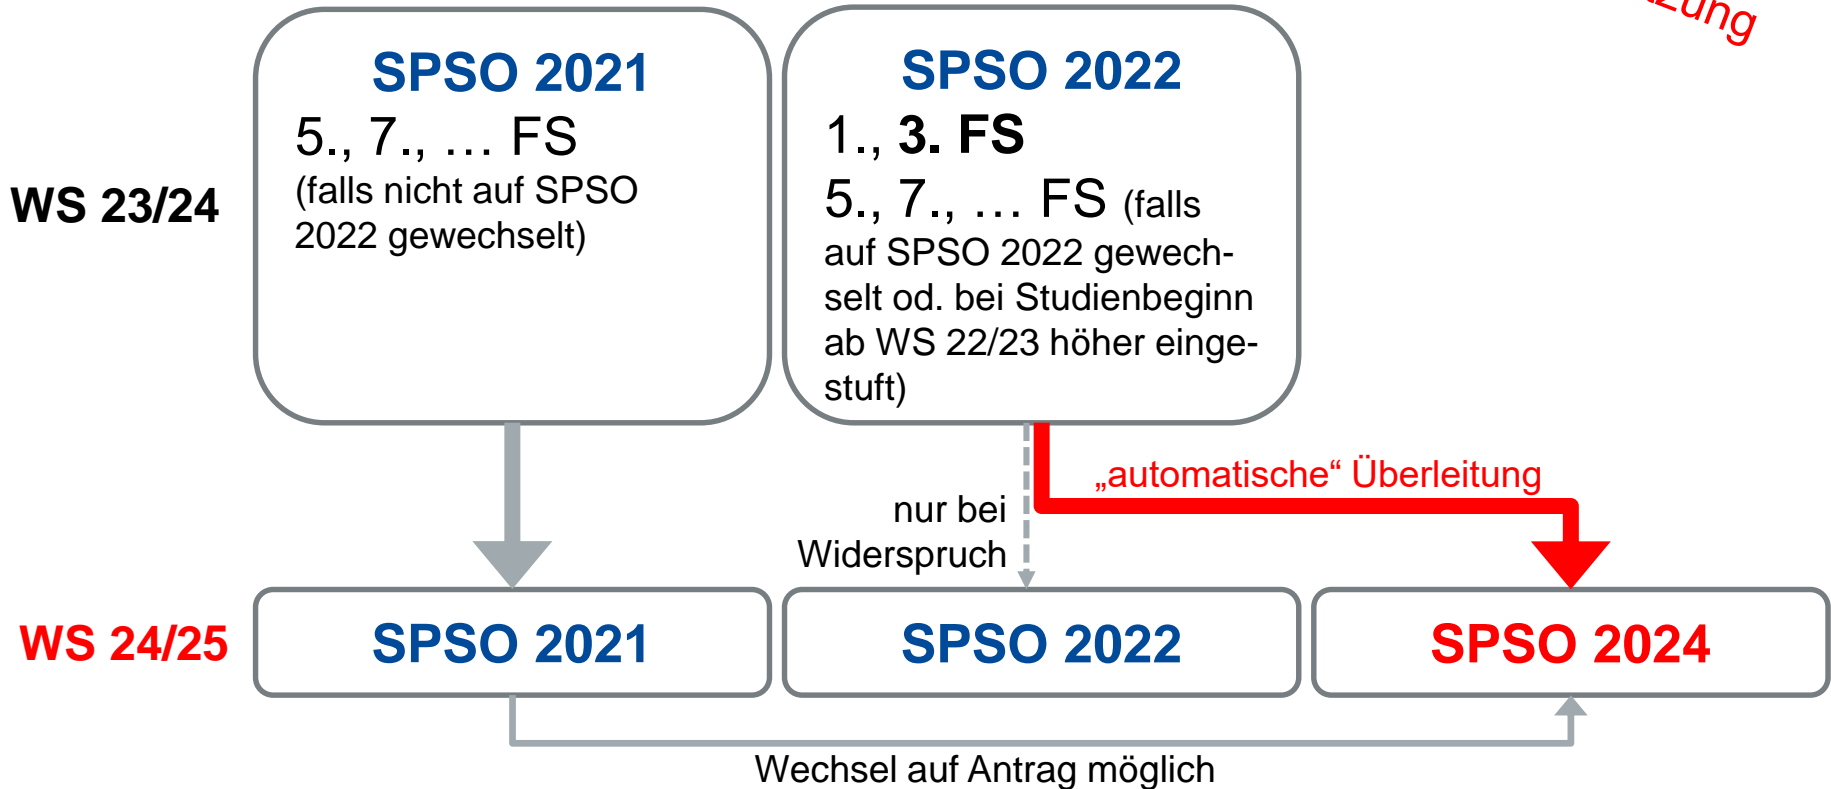 SPSO 2021
5., 7., … FS
(falls nicht auf SPSO
2022 gewechselt)
SPSO 2022
1., 3. FS
5., 7., … FS (falls
auf SPSO 2022 gewech-
selt od. bei Studienbeginn
ab WS 22/23 höher einge-
stuft)
WS 23/24
„automatische“ Überleitung
nur bei
Widerspruch
WS 24/25
SPSO 2021
SPSO 2022
SPSO 2024
Wechsel auf Antrag möglich